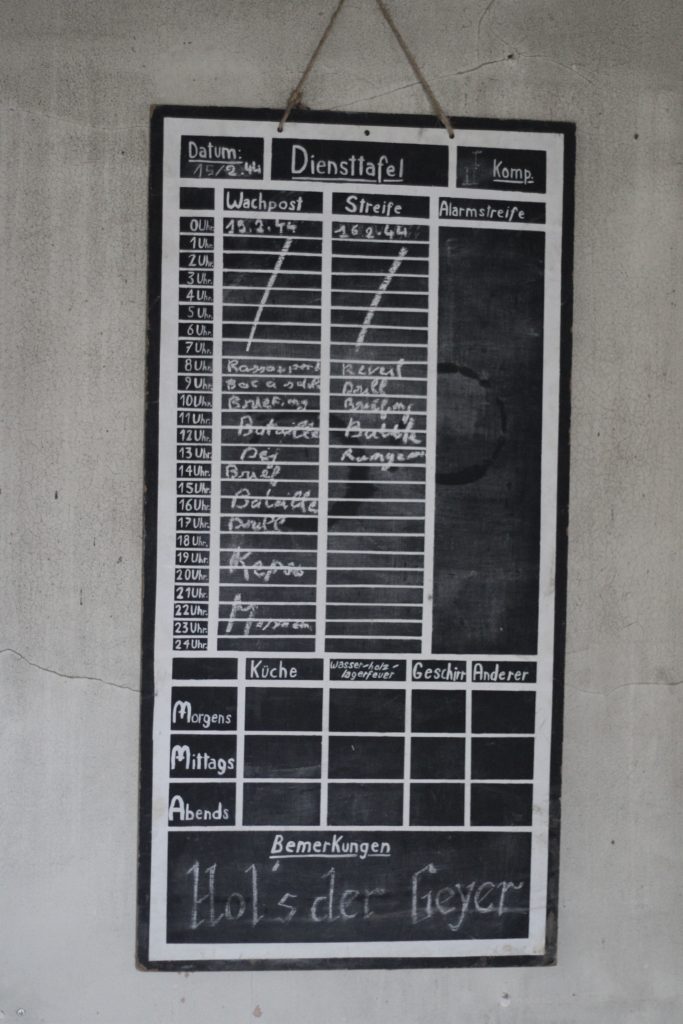 Datum: Diensttafel Komp.
15/2.44
Wachpost Streife Alarmstreife
0Uhr. 15.2.44 16.2.44
1Uhr.
2Uhr.
3Uhr.
4Uhr.
5Uhr.
6Uhr.
7Uhr.
8Uhr.
9Uhr. Drill
10Uhr. Briefing Briefing
11Uhr.
12Uhr. Bataille
13Uhr. Dej
14Uhr. Brief
15Uhr.
16Uhr. Bataille
17Uhr. Drill
18Uhr.
19Uhr.
20Uhr.
21Uhr.
22Uhr.
23Uhr.
24Uhr.
Küche Wasser-holz-lagerfeuer Geschirr Anderer
Morgens
Mittags
Abends
Bemerkungen
Hol's der Geyer